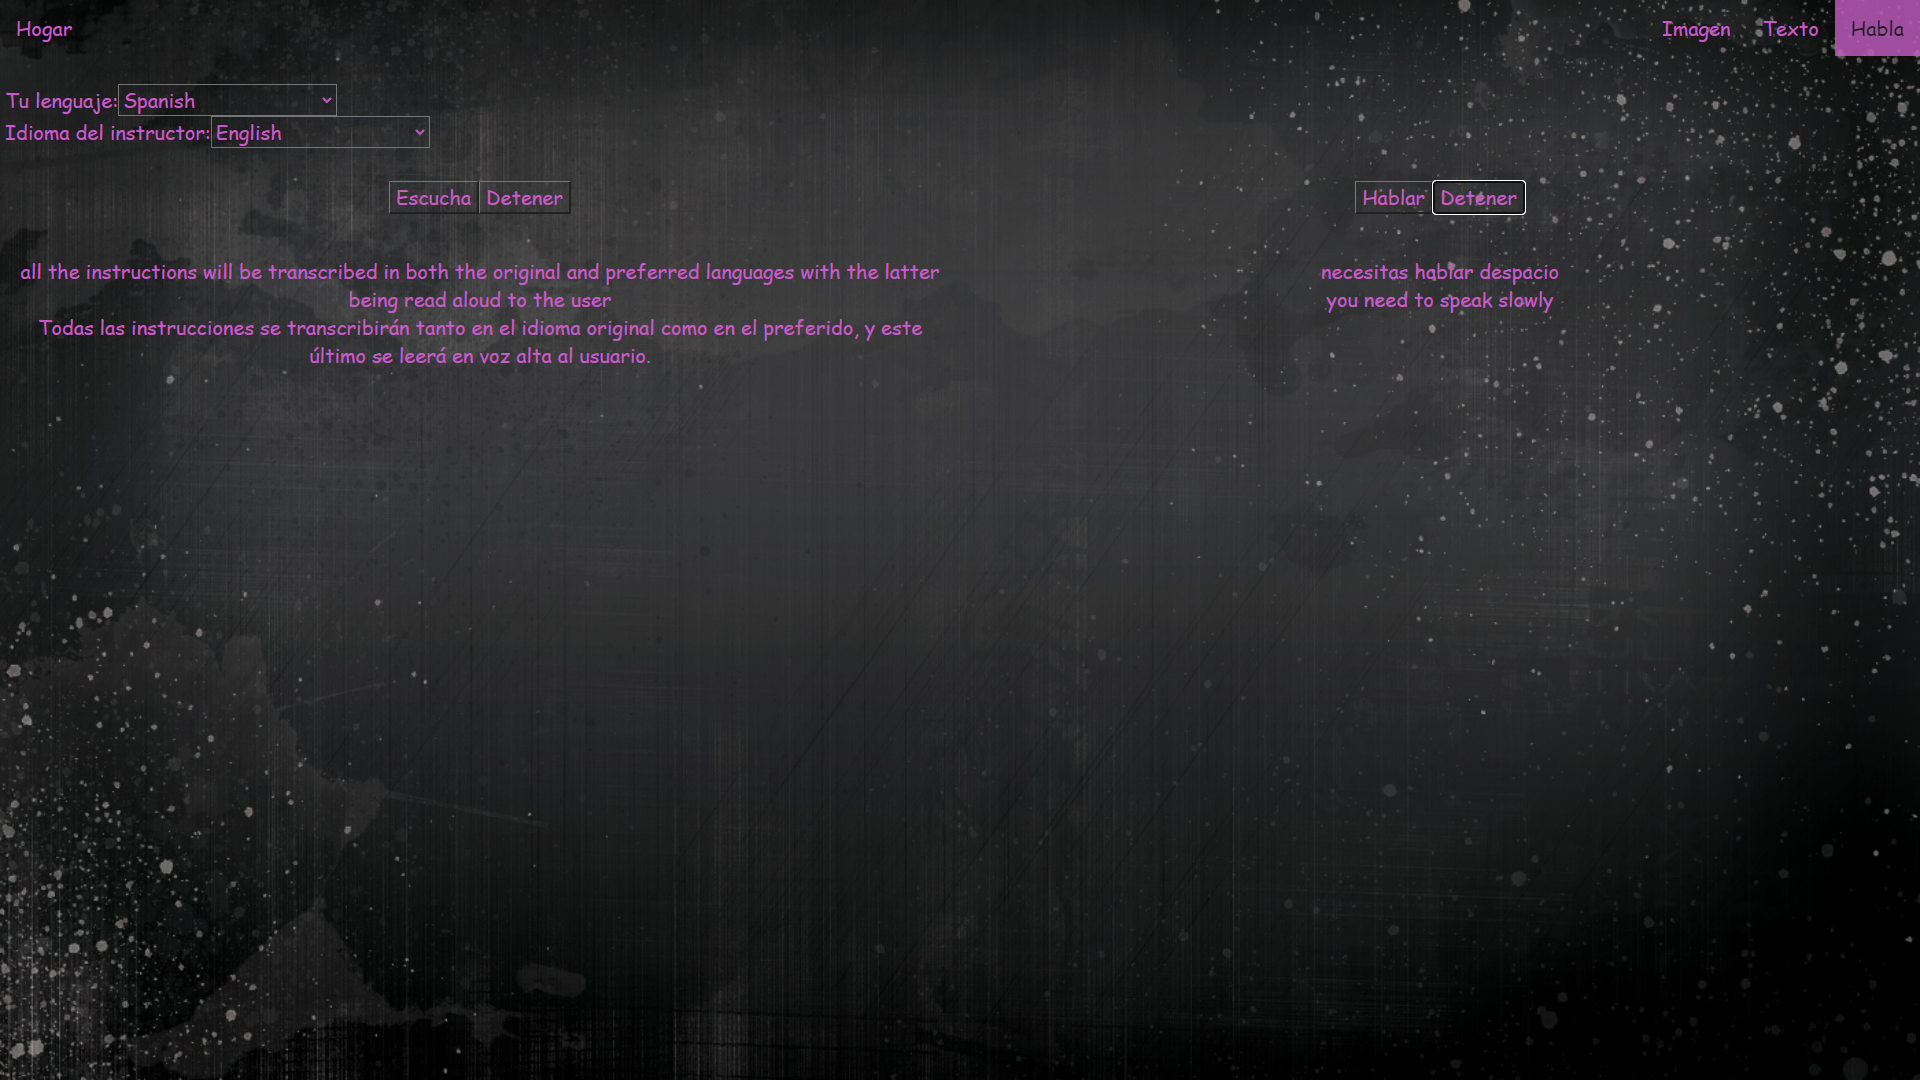 Hogar
Imagen
Texto
Habla
Tu lenguaje: Spanish
Idioma del instructor: English
Escucha
Detener
Hablar
Detener
all the instructions will be transcribed in both the original and preferred languages with the latter
being read aloud to the user
Todas las instrucciones se transcribirán tanto en el idioma original como en el preferido, y este
último se leerá en voz alta al usuario.
necesitas hablar despacio
you need to speak slowly